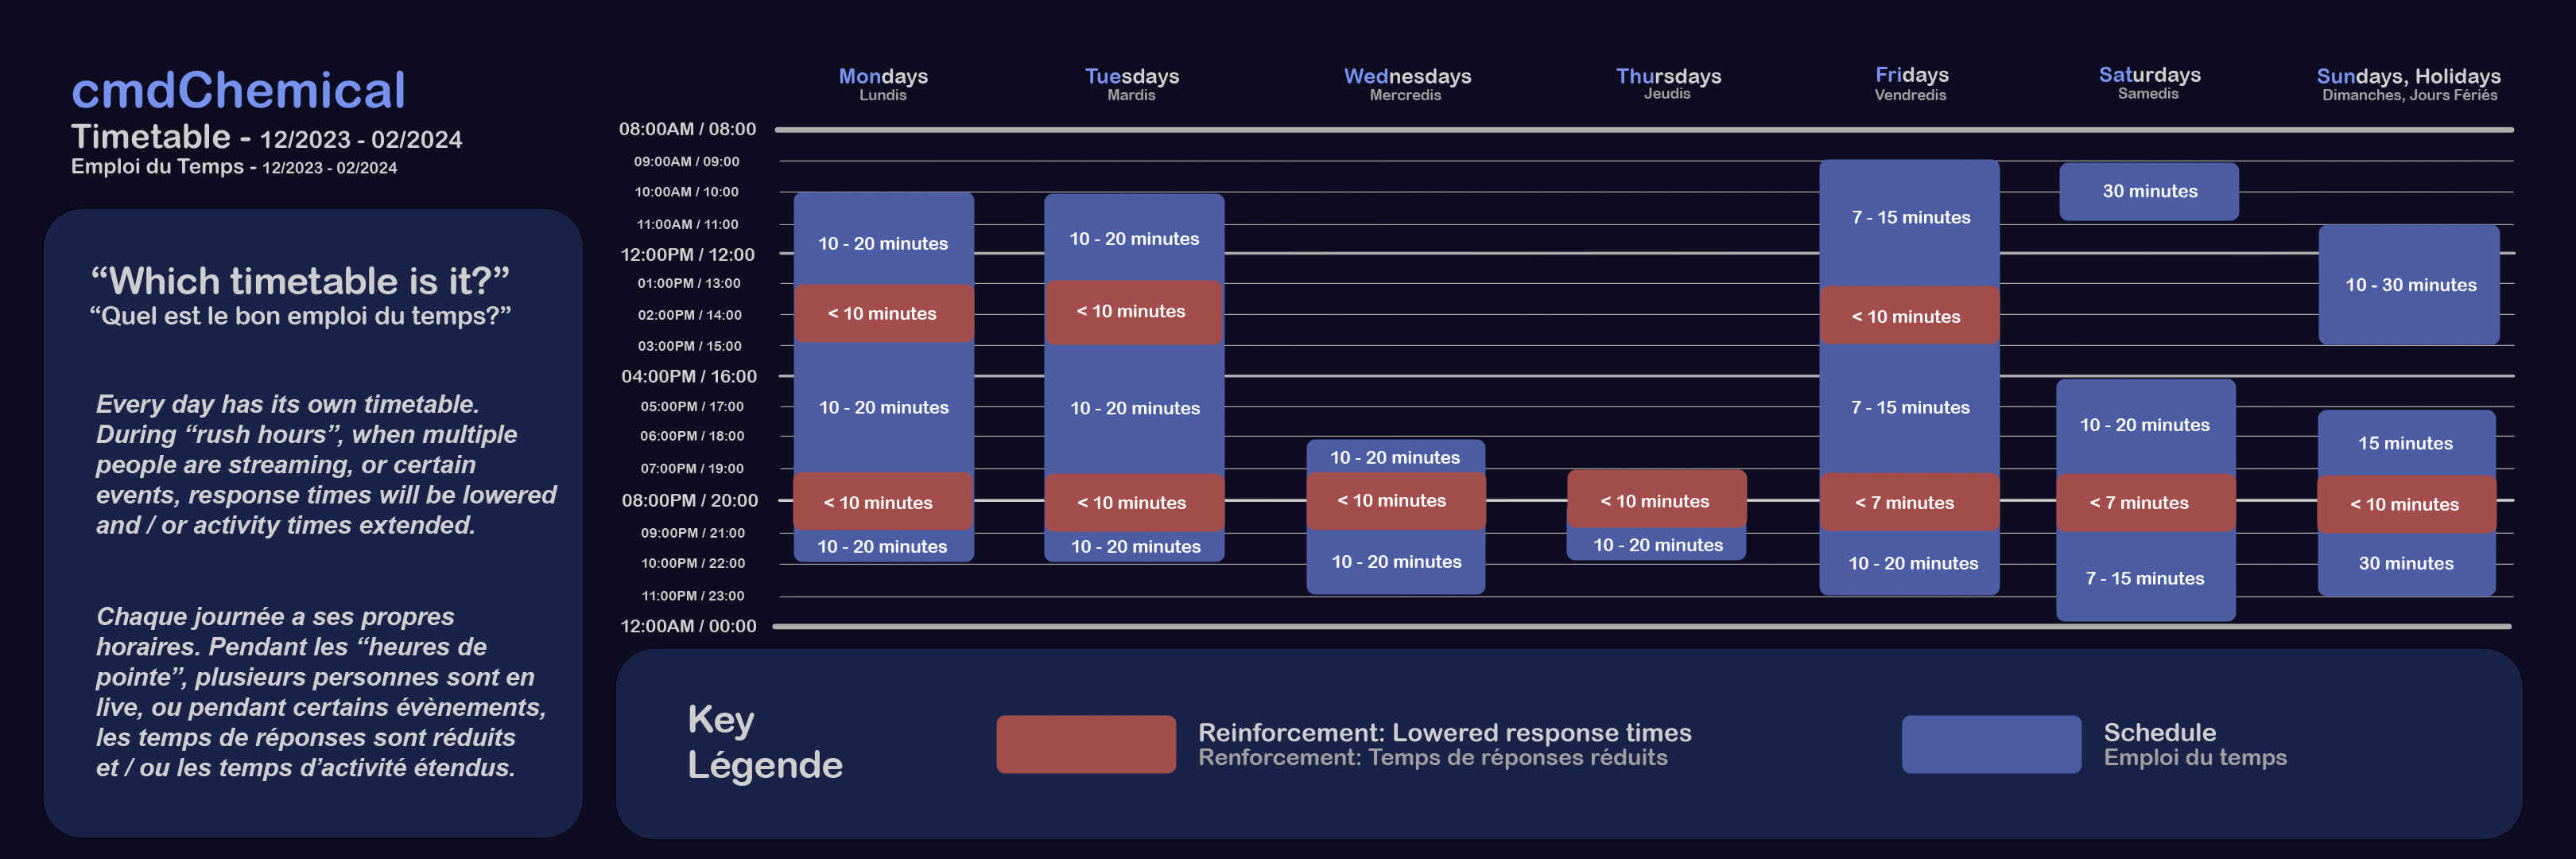 cmdChemical
Timetable - 12/2023 - 02/2024
Emploi du Temps - 12/2023 - 02/2024
“Which timetable is it?”
“Quel est le bon emploi du temps?”
Every day has its own timetable.
During “rush hours”, when multiple
people are streaming, or certain
events, response times will be lowered
and / or activity times extended.
Chaque journée a ses propres
horaires. Pendant les “heures de
pointe”, plusieurs personnes sont en
live, ou pendant certains évènements,
les temps de réponses sont réduits
et / ou les temps d’activité étendus.
Mondays
Lundis
Tuesdays
Mardis
Wednesdays
Mercredis
Thursdays
Jeudis
Fridays
Vendredis
Saturdays
Samedis
Sundays, Holidays
Dimanches, Jours Fériés
08:00AM / 08:00
09:00AM / 09:00
10:00AM / 10:00
11:00AM / 11:00
12:00PM / 12:00
01:00PM / 13:00
02:00PM / 14:00
03:00PM / 15:00
04:00PM / 16:00
05:00PM / 17:00
06:00PM / 18:00
07:00PM / 19:00
08:00PM / 20:00
09:00PM / 21:00
10:00PM / 22:00
11:00PM / 23:00
12:00AM / 00:00
10 - 20 minutes
< 10 minutes
10 - 20 minutes
< 10 minutes
10 - 20 minutes
10 - 20 minutes
< 10 minutes
10 - 20 minutes
< 10 minutes
10 - 20 minutes
10 - 20 minutes
< 10 minutes
10 - 20 minutes
< 10 minutes
10 - 20 minutes
7 - 15 minutes
< 10 minutes
7 - 15 minutes
< 7 minutes
10 - 20 minutes
30 minutes
10 - 20 minutes
< 7 minutes
7 - 15 minutes
10 - 30 minutes
15 minutes
< 10 minutes
30 minutes
Key
Légende
Reinforcement: Lowered response times
Renforcement: Temps de réponses réduits
Schedule
Emploi du temps